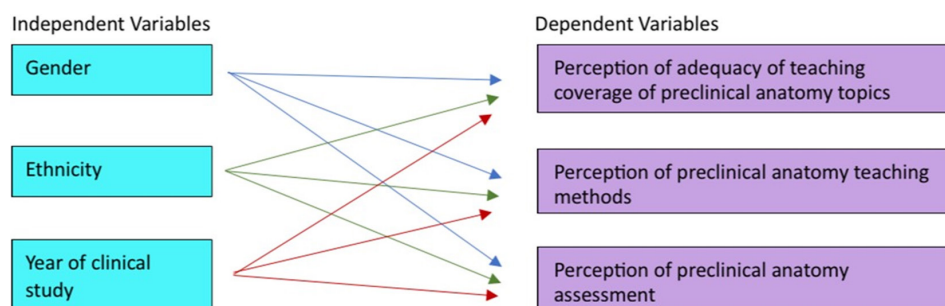 Independent Variables
Gender
Ethnicity
Year of clinical
study
Dependent Variables
Perception of adequacy of teaching
coverage of preclinical anatomy topics
Perception of preclinical anatomy teaching
methods
Perception of preclinical anatomy
assessment